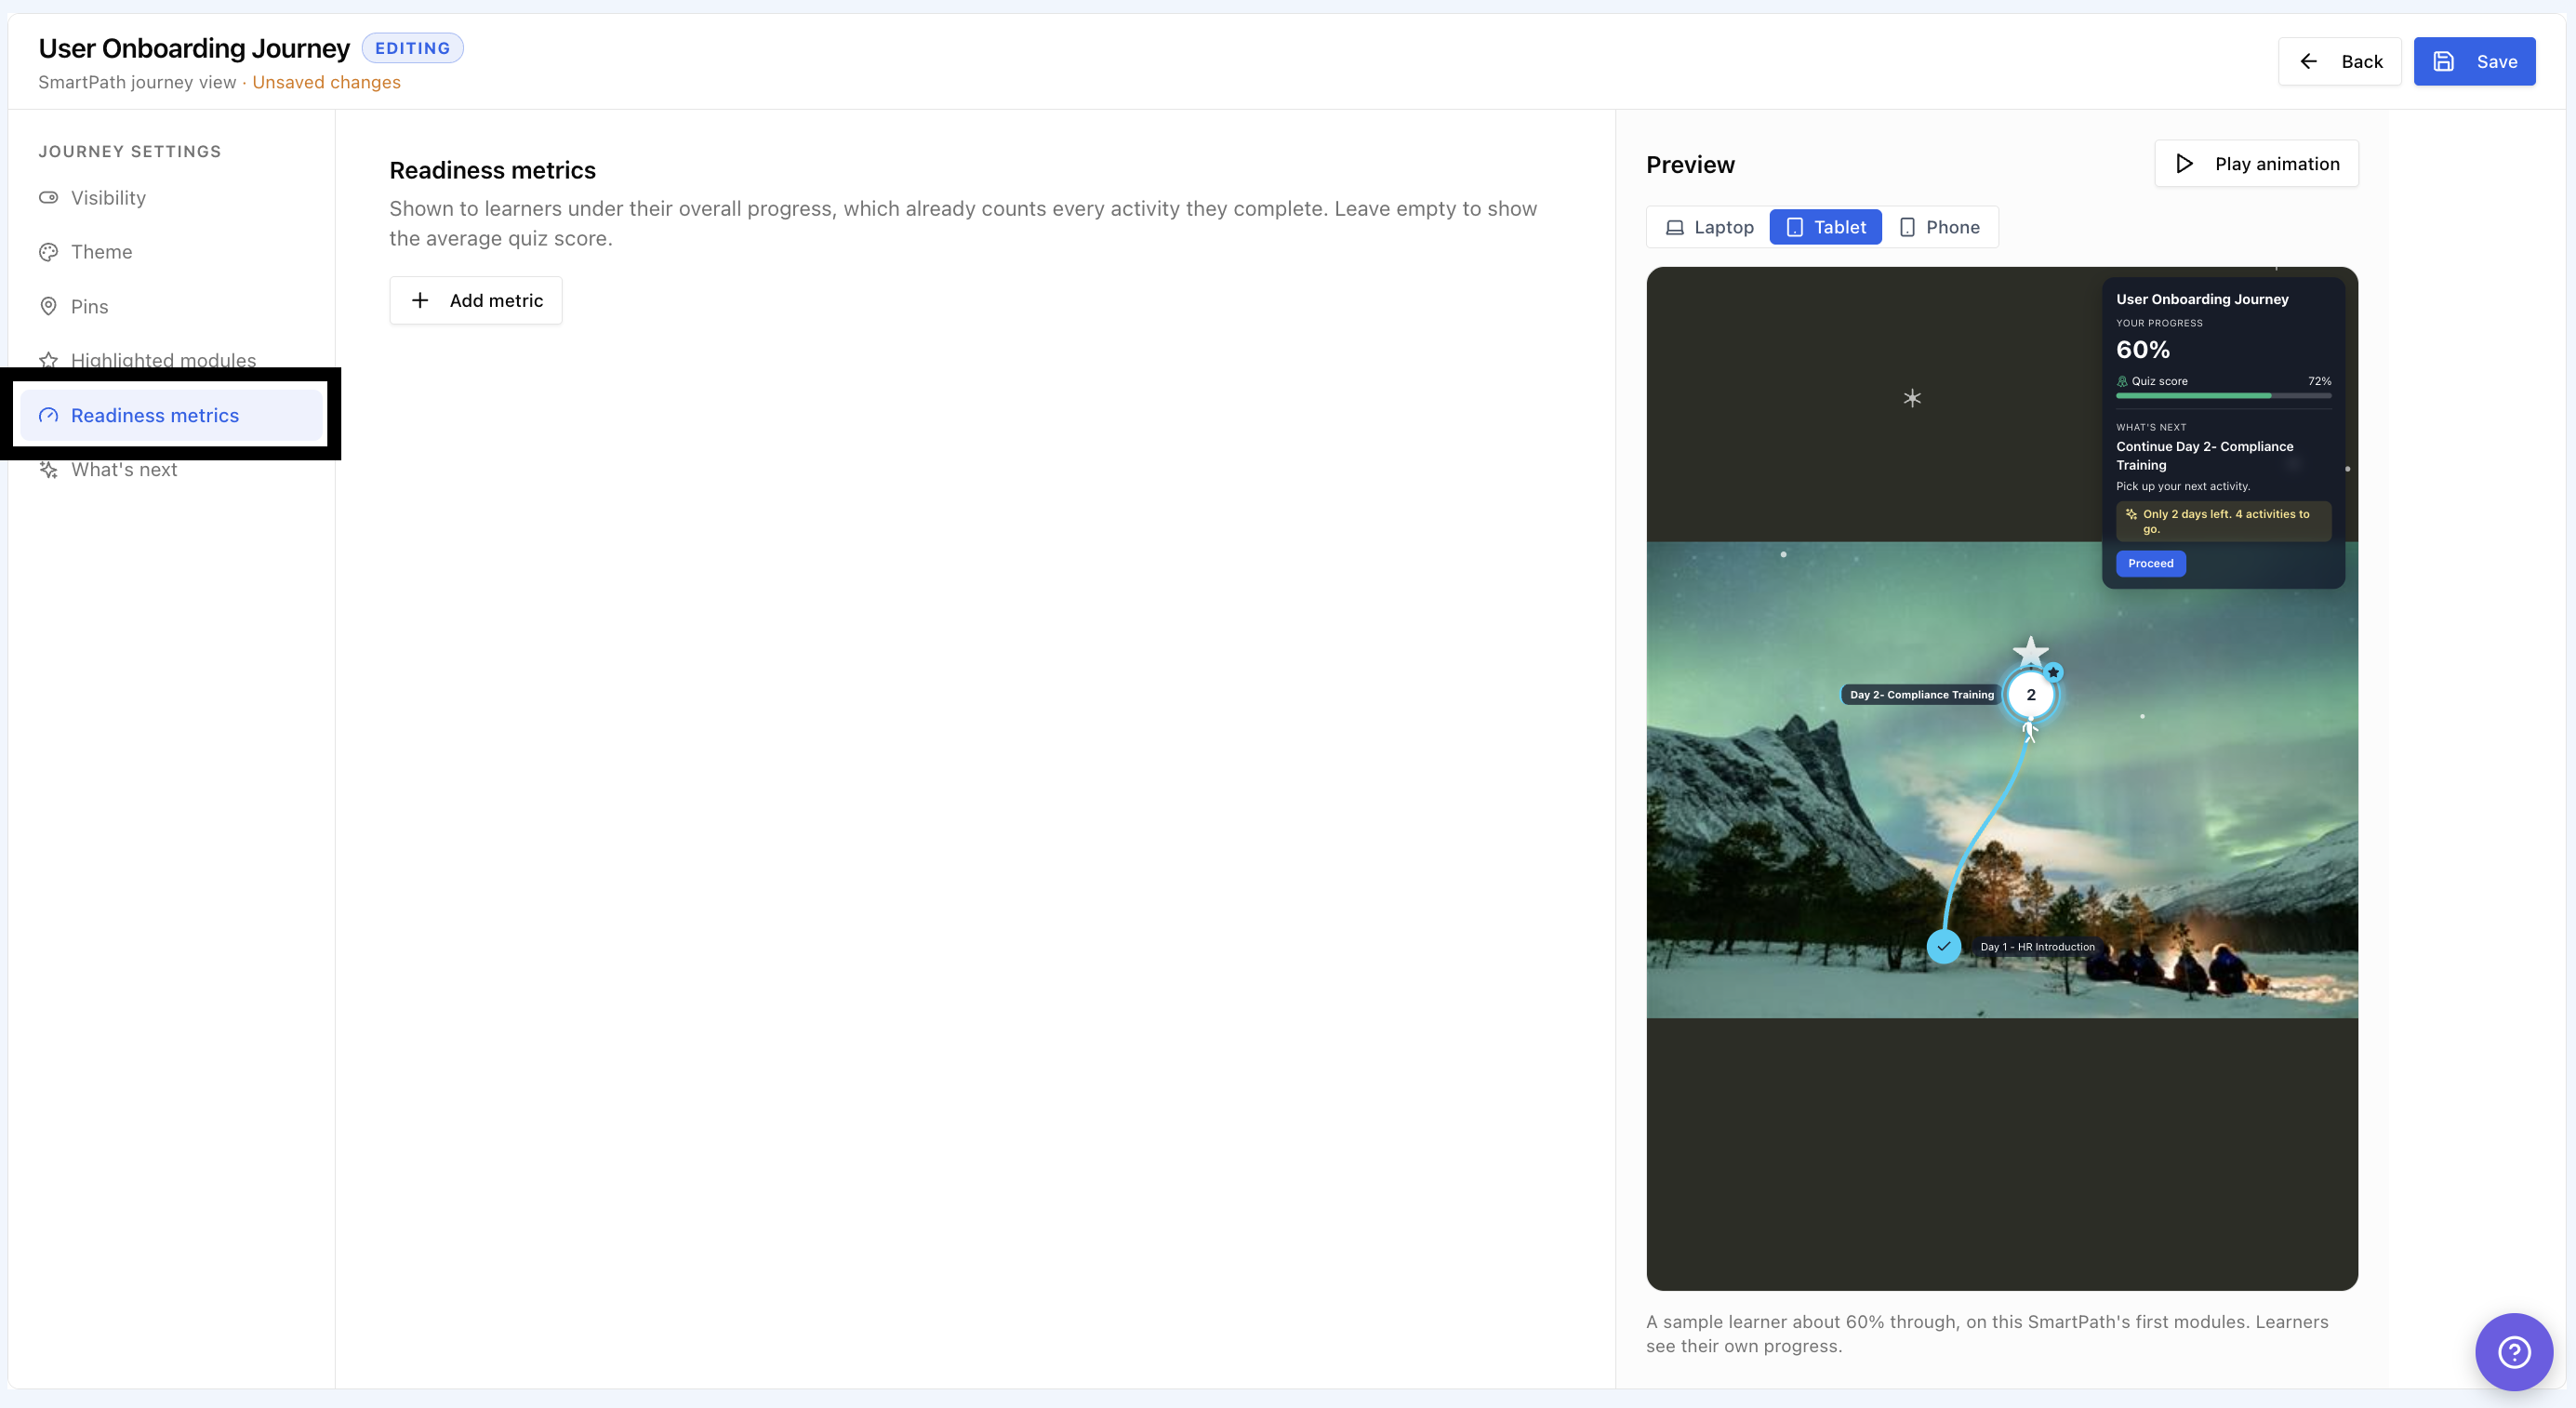 User Onboarding Journey
EDITING
SmartPath journey view · Unsaved changes
Back
Save
JOURNEY SETTINGS
Visibility
Theme
Pins
Highlighted modules
Readiness metrics
What's next
Readiness metrics
Shown to learners under their overall progress, which already counts every activity they complete. Leave empty to show
the average quiz score.
Add metric
Preview
Play animation
Laptop
Tablet
Phone
User Onboarding Journey
YOUR PROGRESS
60%
Quiz score 72%
WHAT'S NEXT
Continue Day 2- Compliance
Training
Pick up your next activity.
Only 2 days left. 4 activities to
go.
Proceed
Day 2- Compliance Training
2
Day 1 - HR Introduction
A sample learner about 60% through, on this SmartPath's first modules. Learners
see their own progress.